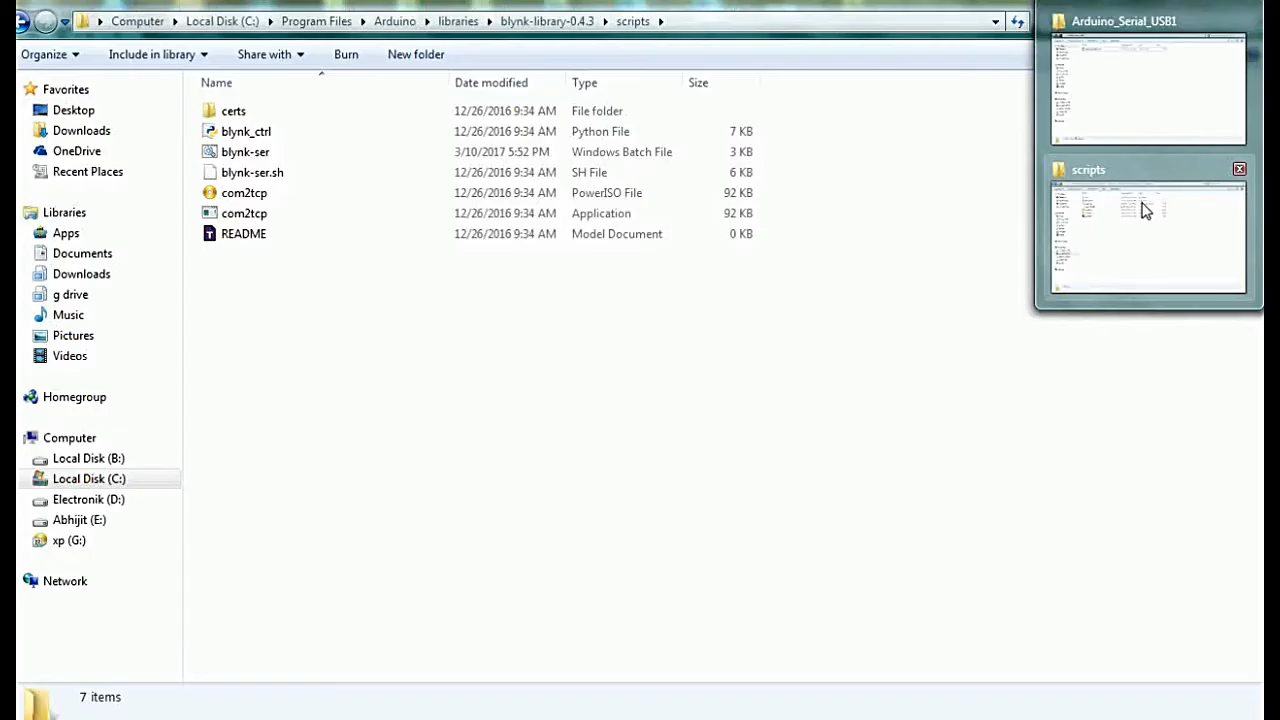 Computer Local Disk (C:) Program Files Arduino libraries blynk-library-0.4.3 scripts
Arduino_Serial_USB1
Organize Include in library Share with Burn New folder
Name Date modified Type Size
Favorites
Desktop
Downloads
OneDrive
Recent Places
Libraries
Apps
Documents
Downloads
g drive
Music
Pictures
Videos
Homegroup
Computer
Local Disk (B:)
Local Disk (C:)
Electronik (D:)
Abhijit (E:)
xp (G:)
Network
certs 12/26/2016 9:34 AM File folder
blynk_ctrl 12/26/2016 9:34 AM Python File 7 KB
blynk-ser 3/10/2017 5:52 PM Windows Batch File 3 KB
blynk-ser.sh 12/26/2016 9:34 AM SH File 6 KB
com2tcp 12/26/2016 9:34 AM PowerISO File 92 KB
com2tcp 12/26/2016 9:34 AM Application 92 KB
README 12/26/2016 9:34 AM Model Document 0 KB
scripts
7 items